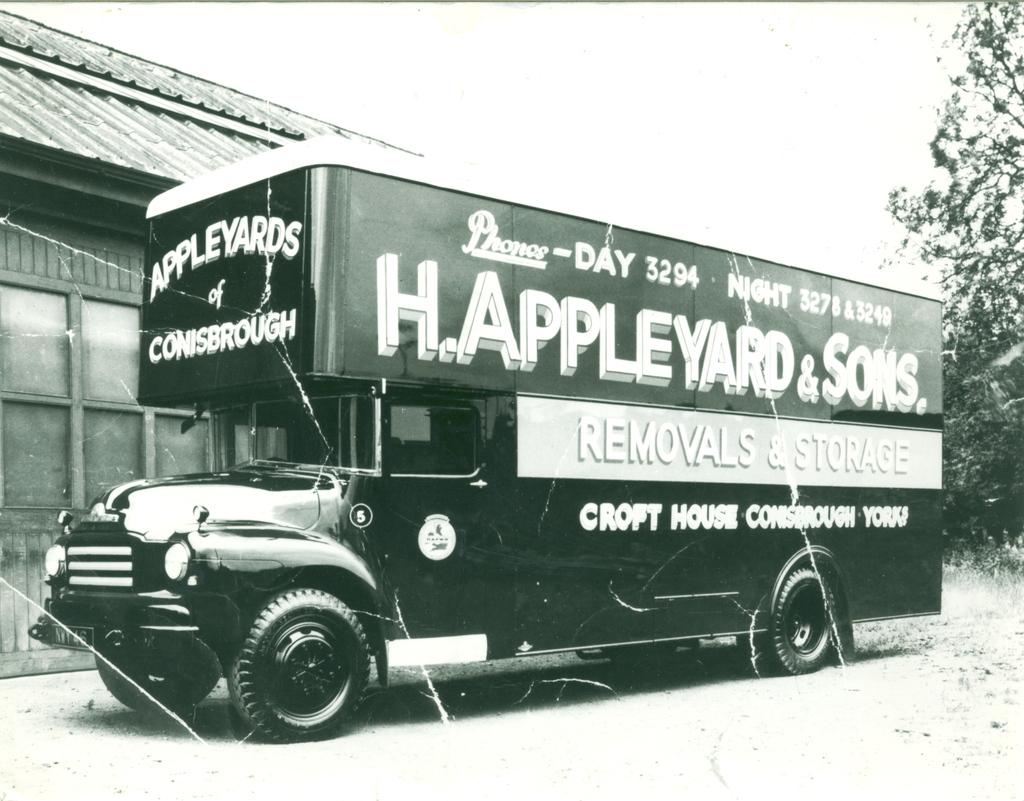 APPLEYARDS
of
CONISBROUGH
Phones - DAY 3294 NIGHT 3278 & 3249
H. APPLEYARD & SONS.
REMOVALS & STORAGE
CROFT HOUSE CONISBROUGH YORKS
5